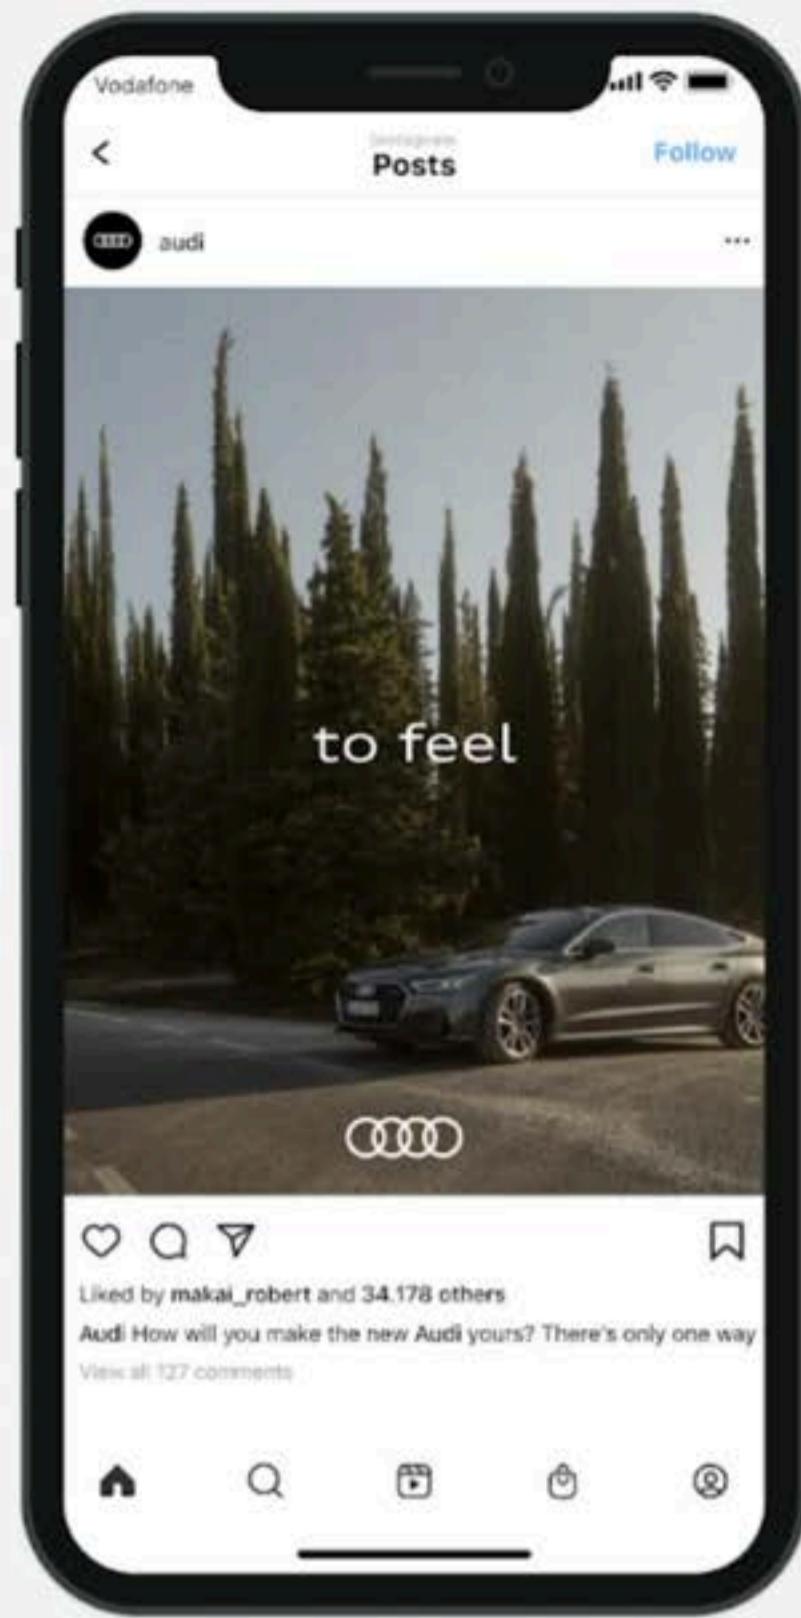 Vodafone
Instagram
Posts
Follow
audi
to feel
Liked by makai_robert and 34.178 others
Audi How will you make the new Audi yours? There's only one way
View all 127 comments